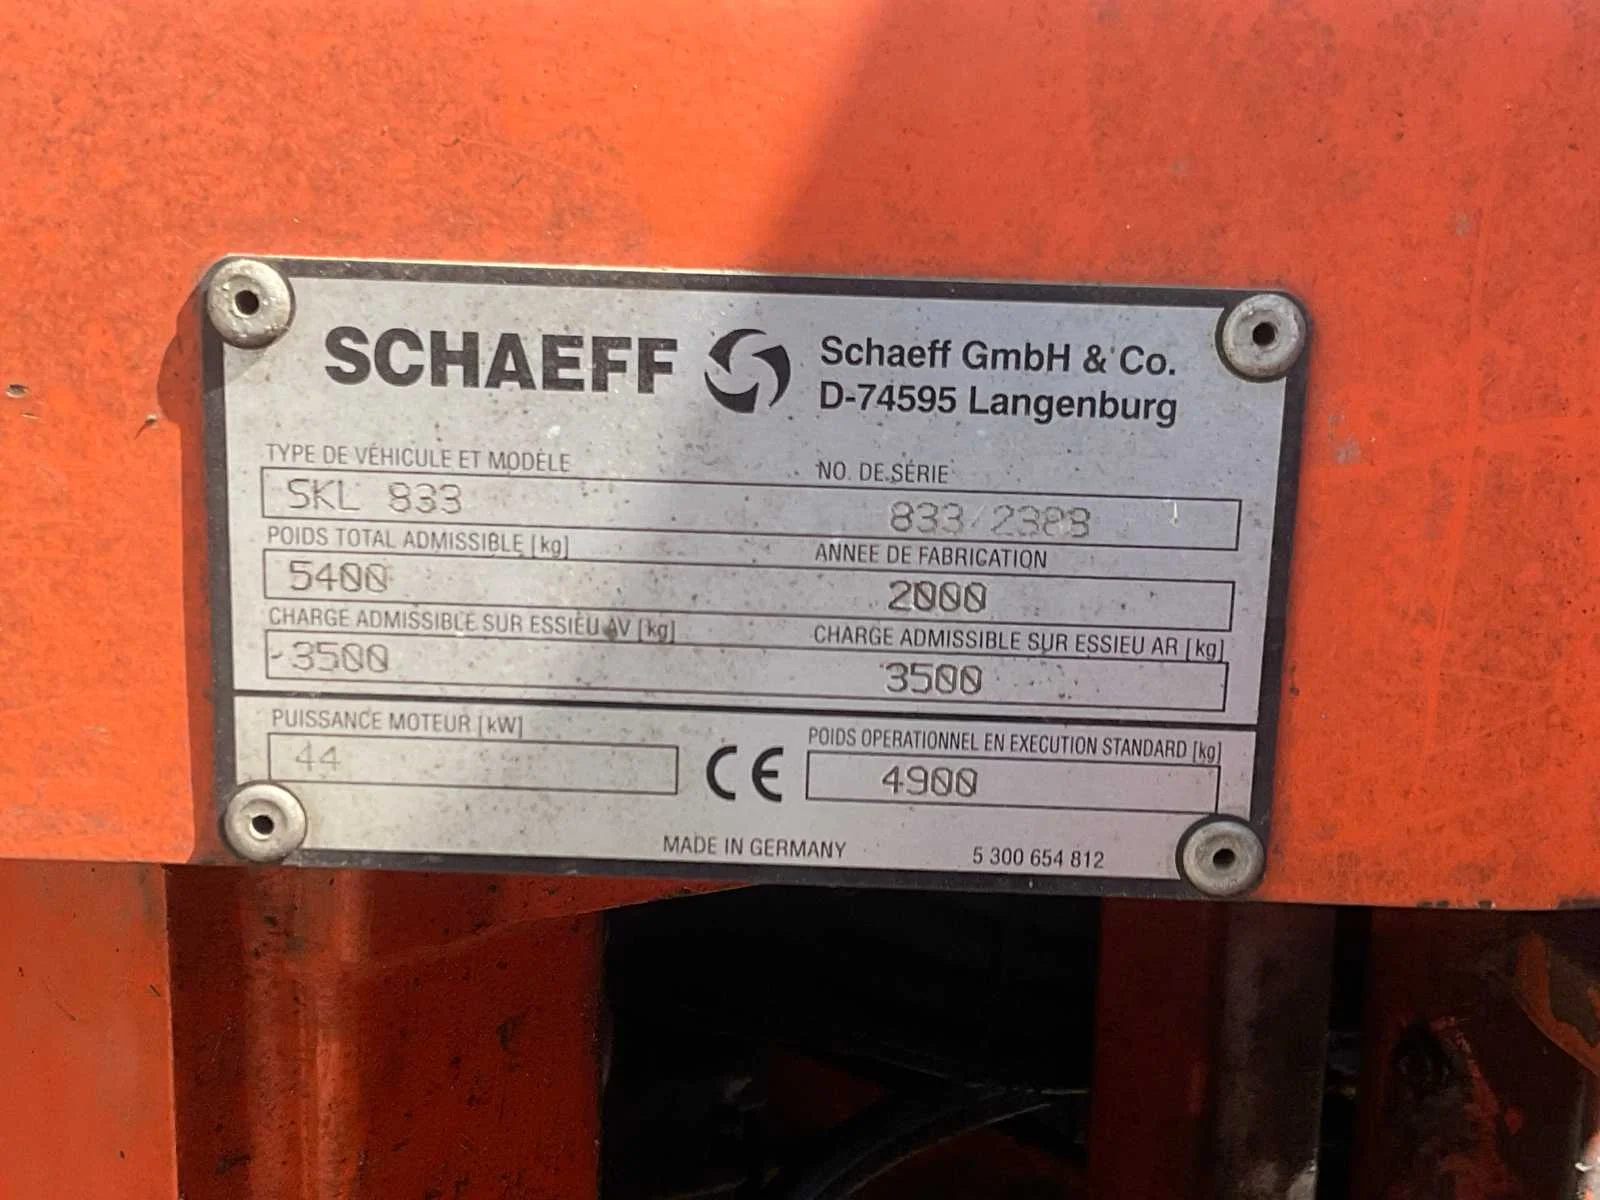 SCHAEFF
Schaeff GmbH & Co.
D-74595 Langenburg
TYPE DE VÉHICULE ET MODÈLE NO. DE SÉRIE
SKL 833
ANNEE DE FABRICATION
POIDS TOTAL ADMISSIBLE [kg]
5400 2000
CHARGE ADMISSIBLE SUR ESSIEU AV [kg] CHARGE ADMISSIBLE SUR ESSIEU AR [kg]
3500 3500
PUISSANCE MOTEUR [kW] POIDS OPERATIONNEL EN EXECUTION STANDARD [kg]
44 CE 4900
MADE IN GERMANY 5 300 654 812